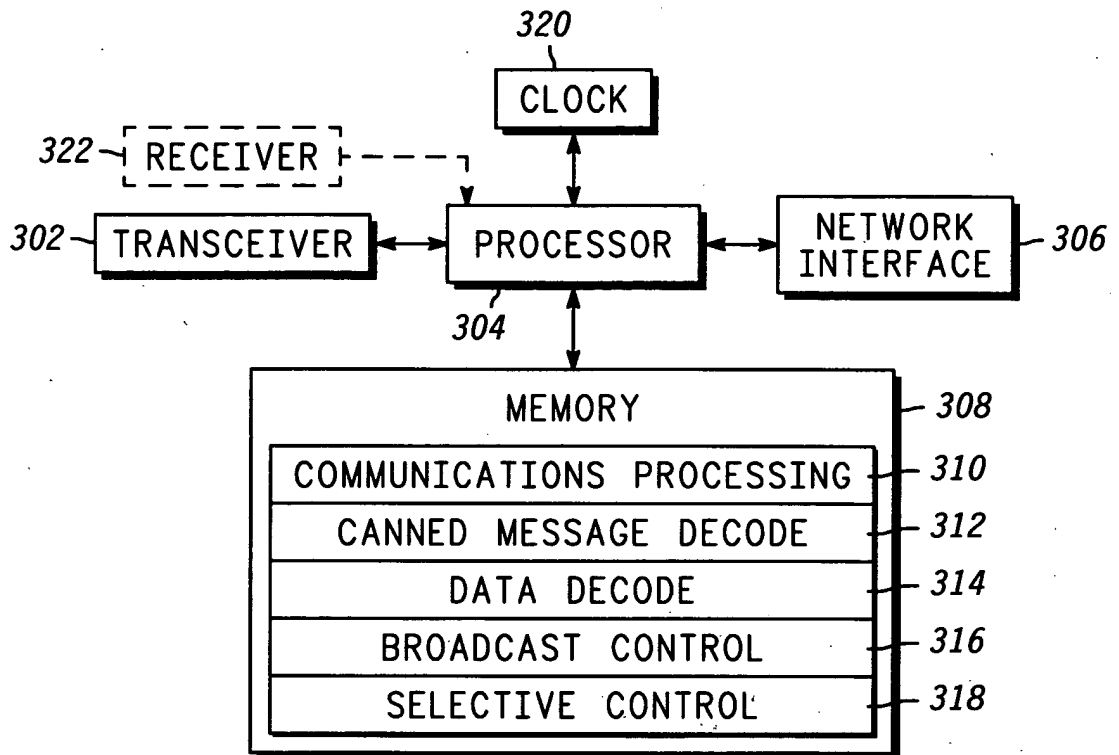 320
CLOCK
322
RECEIVER
302
TRANSCEIVER
PROCESSOR
304
NETWORK
INTERFACE
306
MEMORY
308
COMMUNICATIONS PROCESSING
310
CANNED MESSAGE DECODE
312
DATA DECODE
314
BROADCAST CONTROL
316
SELECTIVE CONTROL
318